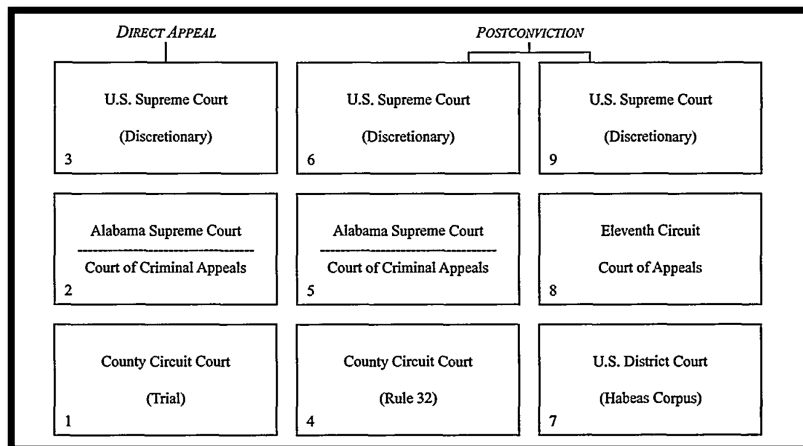 DIRECT APPEAL
POSTCONVICTION
U.S. Supreme Court
(Discretionary)
3
U.S. Supreme Court
(Discretionary)
6
U.S. Supreme Court
(Discretionary)
9
Alabama Supreme Court
Court of Criminal Appeals
2
Alabama Supreme Court
Court of Criminal Appeals
5
Eleventh Circuit
Court of Appeals
8
County Circuit Court
(Trial)
1
County Circuit Court
(Rule 32)
4
U.S. District Court
(Habeas Corpus)
7